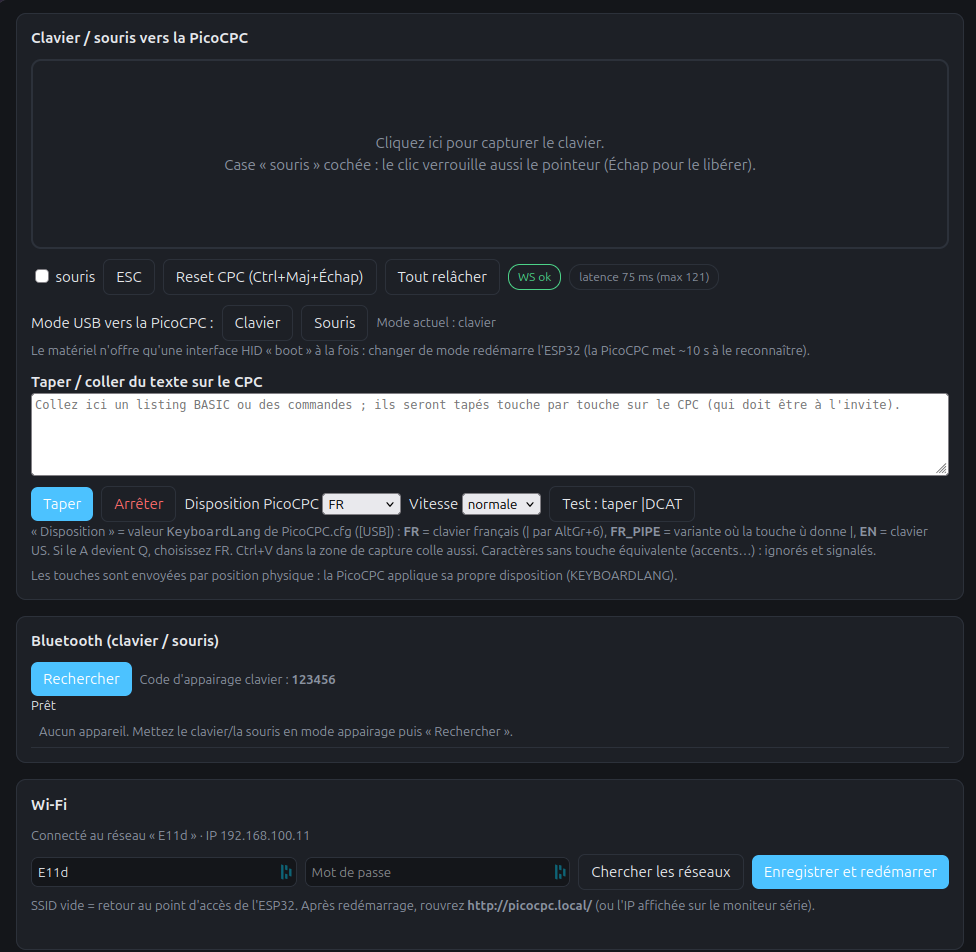 Clavier / souris vers la PicoCPC
Cliquez ici pour capturer le clavier.
Case « souris » cochée : le clic verrouille aussi le pointeur (Échap pour le libérer).
souris ESC Reset CPC (Ctrl+Maj+Échap) Tout relâcher WS ok latence 75 ms (max 121)
Mode USB vers la PicoCPC : Clavier Souris Mode actuel : clavier
Le matériel n'offre qu'une interface HID « boot » à la fois : changer de mode redémarre l'ESP32 (la PicoCPC met ~10 s à le reconnaître).
Taper / coller du texte sur le CPC
Collez ici un listing BASIC ou des commandes ; ils seront tapés touche par touche sur le CPC (qui doit être à l'invite).
Taper Arrêter Disposition PicoCPC FR Vitesse normale Test : taper |DCAT
« Disposition » = valeur KeyboardLang de PicoCPC.cfg ([USB]) : FR = clavier français (| par AltGr+6), FR_PIPE = variante où la touche ù donne |, EN = clavier
US. Si le A devient Q, choisissez FR. Ctrl+V dans la zone de capture colle aussi. Caractères sans touche équivalente (accents…) : ignorés et signalés.
Les touches sont envoyées par position physique : la PicoCPC applique sa propre disposition (KEYBOARDLANG).
Bluetooth (clavier / souris)
Rechercher Code d'appairage clavier : 123456
Prêt
Aucun appareil. Mettez le clavier/la souris en mode appairage puis « Rechercher ».
Wi-Fi
Connecté au réseau « E11d » · IP 192.168.100.11
E11d Mot de passe Chercher les réseaux Enregistrer et redémarrer
SSID vide = retour au point d'accès de l'ESP32. Après redémarrage, rouvrez http://picocpc.local/ (ou l'IP affichée sur le moniteur série).